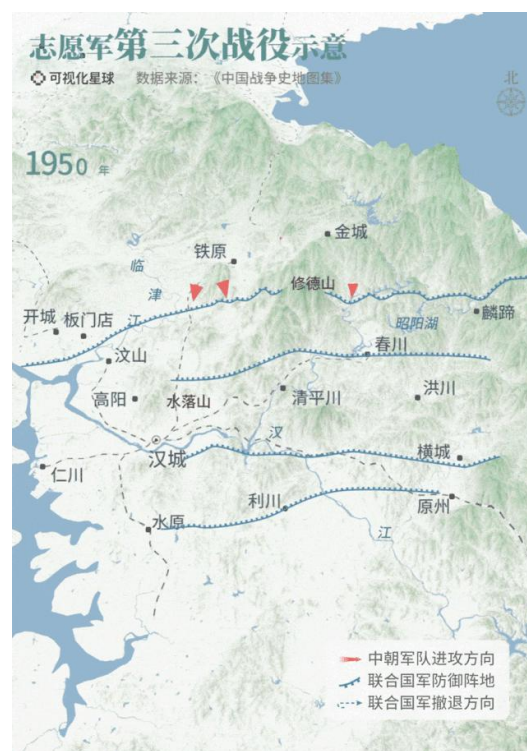 志愿军第三次战役示意
可视化星球 数据来源：《中国战争史地图集》
北
1950 年
金城
铁原
临
津
江
修德山
开城
板门店
昭阳湖
麟蹄
汶山
春川
高阳
水落山
清平川
洪川
汉
汉城
横城
仁川
利川
原州
水原
江
中朝军队进攻方向
联合国军防御阵地
联合国军撤退方向